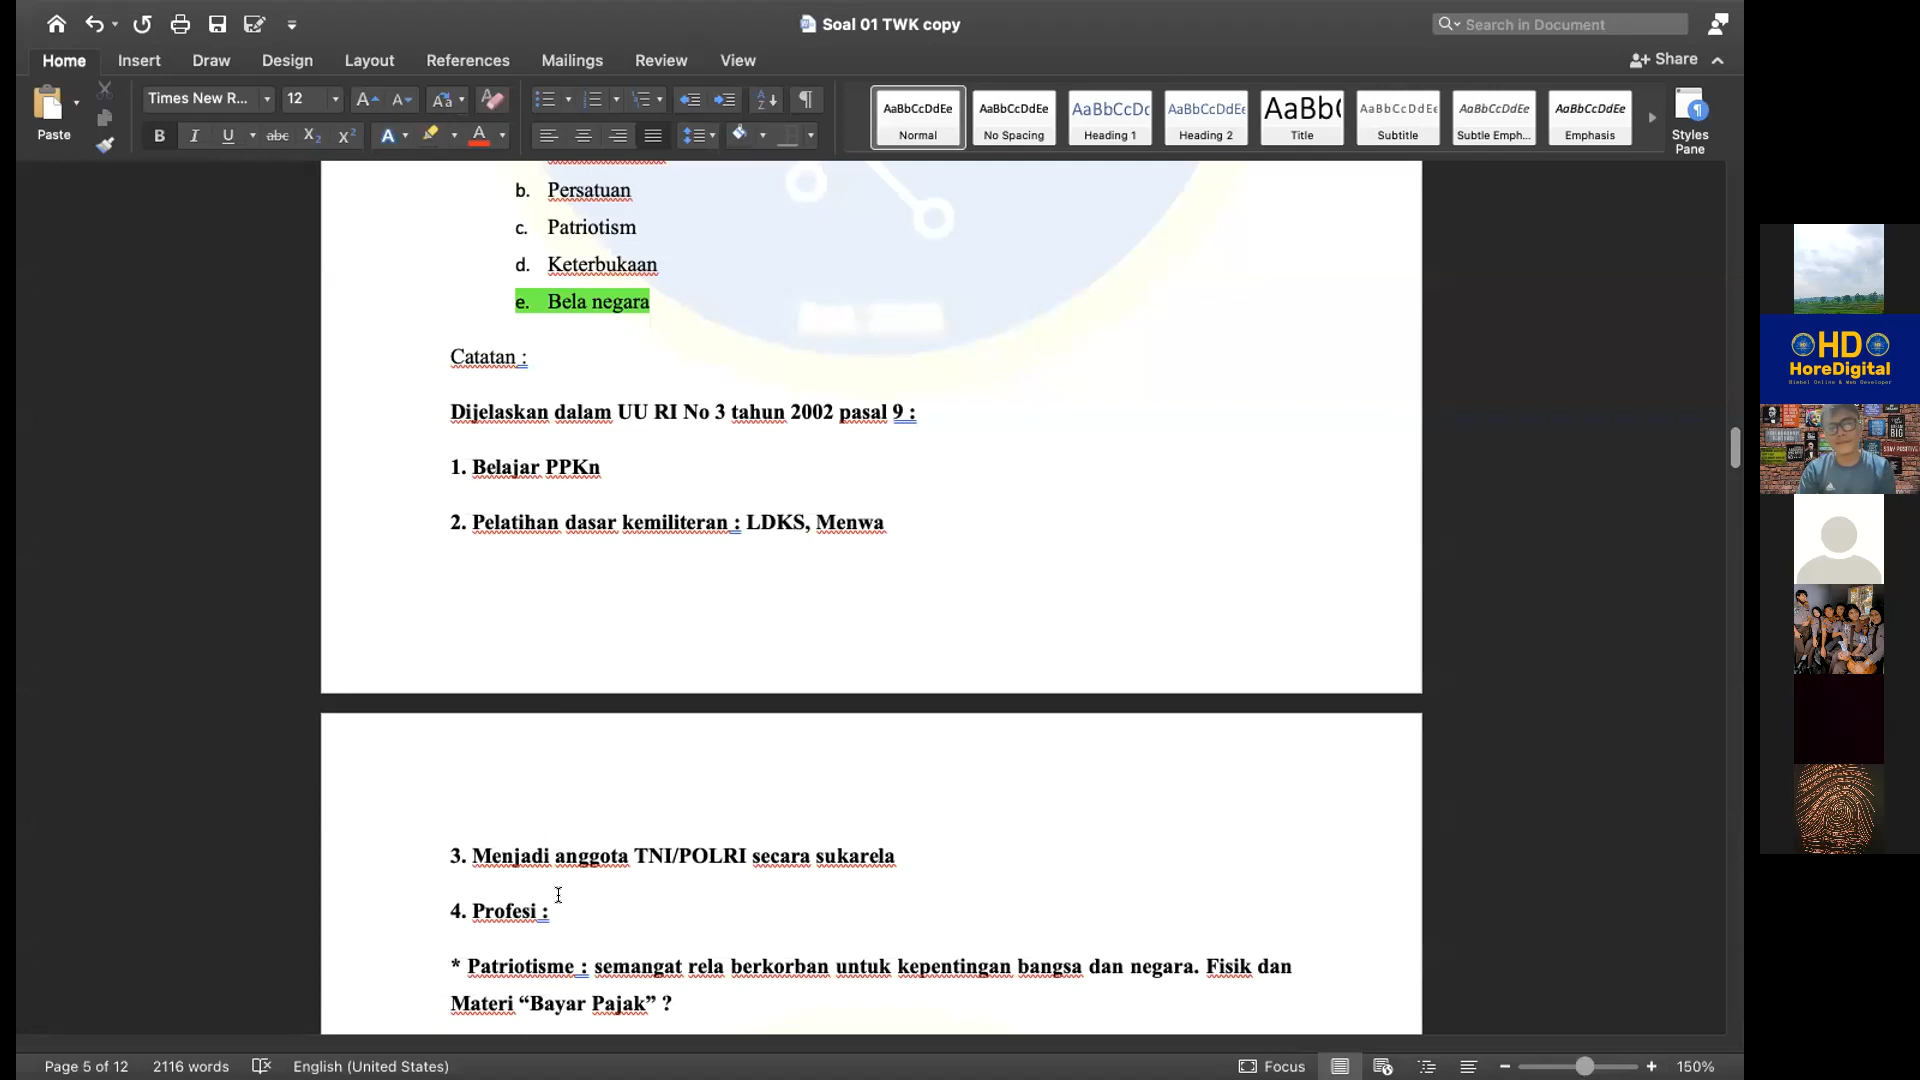 Soal 01 TWK copy
Search in Document
Home Insert Draw Design Layout References Mailings Review View
Share
Paste
Times New R... 12
AaBbCcDdEe AaBbCcDdEe AaBbCcDc AaBbCcDdEe AaBb( AaBbCcDdEe AaBbCcDdEe AaBbCcDdEe
Normal No Spacing Heading 1 Heading 2 Title Subtitle Subtle Emph... Emphasis
Styles Pane
b. Persatuan
c. Patriotism
d. Keterbukaan
e. Bela negara
Catatan :
Dijelaskan dalam UU RI No 3 tahun 2002 pasal 9 :
1. Belajar PPKn
2. Pelatihan dasar kemiliteran : LDKS, Menwa
3. Menjadi anggota TNI/POLRI secara sukarela
4. Profesi :
* Patriotisme : semangat rela berkorban untuk kepentingan bangsa dan negara. Fisik dan
Materi “Bayar Pajak” ?
HD
HoreDigital
Bimbel Online & Web Developer
Page 5 of 12 2116 words English (United States)
Focus 150%